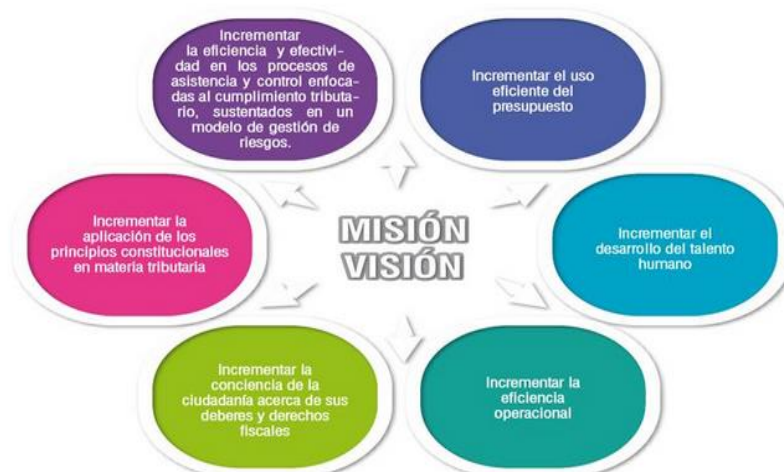 Incrementar
la eficiencia y efectivi-
dad en los procesos de
asistencia y control enfoca-
das al cumplimiento tributa-
rio, sustentados en un
modelo de gestión de
riesgos.
Incrementar el uso
eficiente del
presupuesto
Incrementar la
aplicación de los
principios constitucionales
en materia tributaria
MISIÓN
VISIÓN
Incrementar el
desarrollo del talento
humano
Incrementar la
conciencia de la
ciudadanía acerca de sus
deberes y derechos
fiscales
Incrementar la
eficiencia
operacional